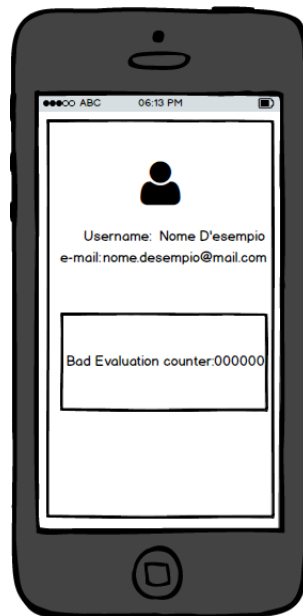 ABC 06:13 PM
Username: Nome D'esempio
e-mail: nome.desempio@mail.com
Bad Evaluation counter:000000